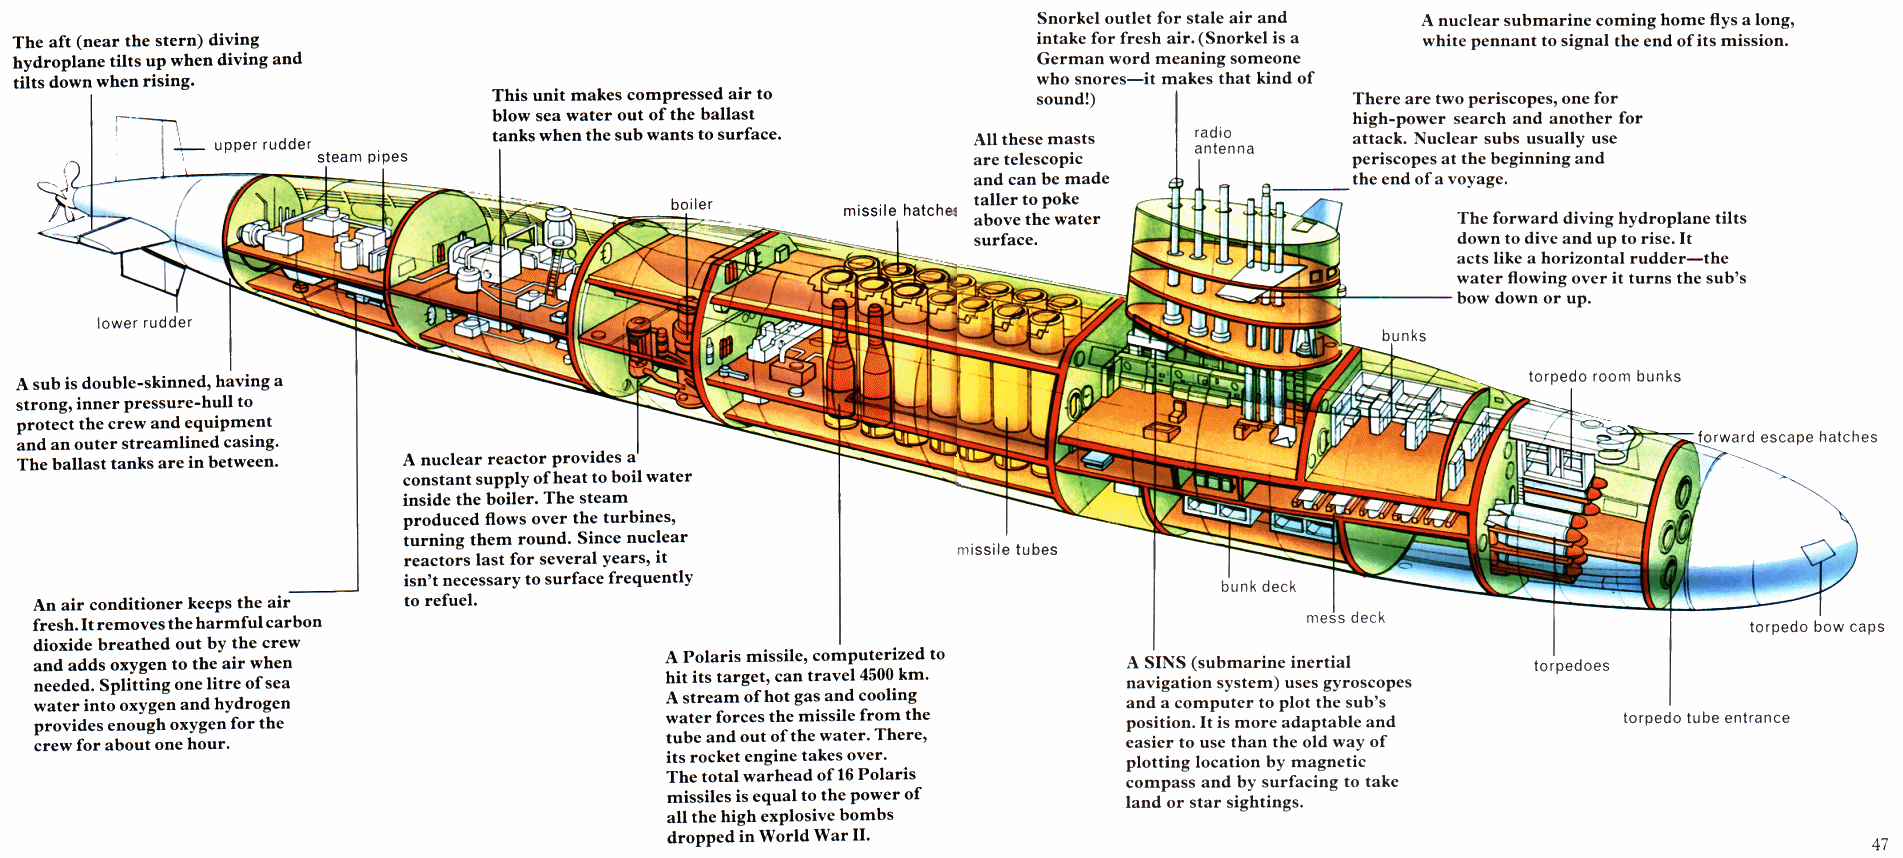 The aft (near the stern) diving
hydroplane tilts up when diving and
tilts down when rising.
upper rudder
steam pipes
This unit makes compressed air to
blow sea water out of the ballast
tanks when the sub wants to surface.
boiler
missile hatches
Snorkel outlet for stale air and
intake for fresh air. (Snorkel is a
German word meaning someone
who snores—it makes that kind of
sound!)
All these masts
are telescopic
and can be made
taller to poke
above the water
surface.
radio
antenna
A nuclear submarine coming home flys a long,
white pennant to signal the end of its mission.
There are two periscopes, one for
high-power search and another for
attack. Nuclear subs usually use
periscopes at the beginning and
the end of a voyage.
The forward diving hydroplane tilts
down to dive and up to rise. It
acts like a horizontal rudder—the
water flowing over it turns the sub's
bow down or up.
bunks
torpedo room bunks
forward escape hatches
lower rudder
A sub is double-skinned, having a
strong, inner pressure-hull to
protect the crew and equipment
and an outer streamlined casing.
The ballast tanks are in between.
An air conditioner keeps the air
fresh. It removes the harmful carbon
dioxide breathed out by the crew
and adds oxygen to the air when
needed. Splitting one litre of sea
water into oxygen and hydrogen
provides enough oxygen for the
crew for about one hour.
A nuclear reactor provides a
constant supply of heat to boil water
inside the boiler. The steam
produced flows over the turbines,
turning them round. Since nuclear
reactors last for several years, it
isn't necessary to surface frequently
to refuel.
A Polaris missile, computerized to
hit its target, can travel 4500 km.
A stream of hot gas and cooling
water forces the missile from the
tube and out of the water. There,
its rocket engine takes over.
The total warhead of 16 Polaris
missiles is equal to the power of
all the high explosive bombs
dropped in World War II.
missile tubes
A SINS (submarine inertial
navigation system) uses gyroscopes
and a computer to plot the sub's
position. It is more adaptable and
easier to use than the old way of
plotting location by magnetic
compass and by surfacing to take
land or star sightings.
bunk deck
mess deck
torpedoes
torpedo tube entrance
torpedo bow caps
47